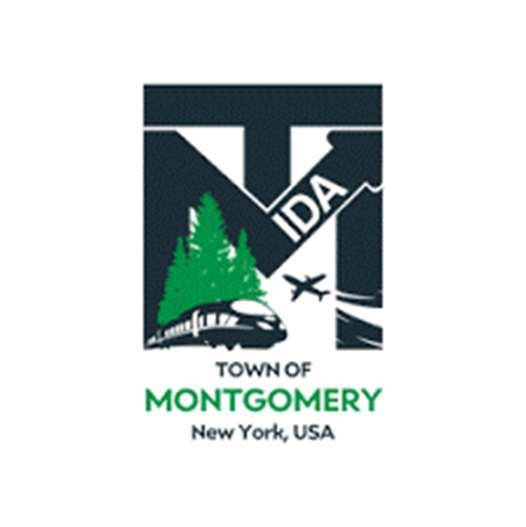 IDA
TOWN OF
MONTGOMERY
New York, USA